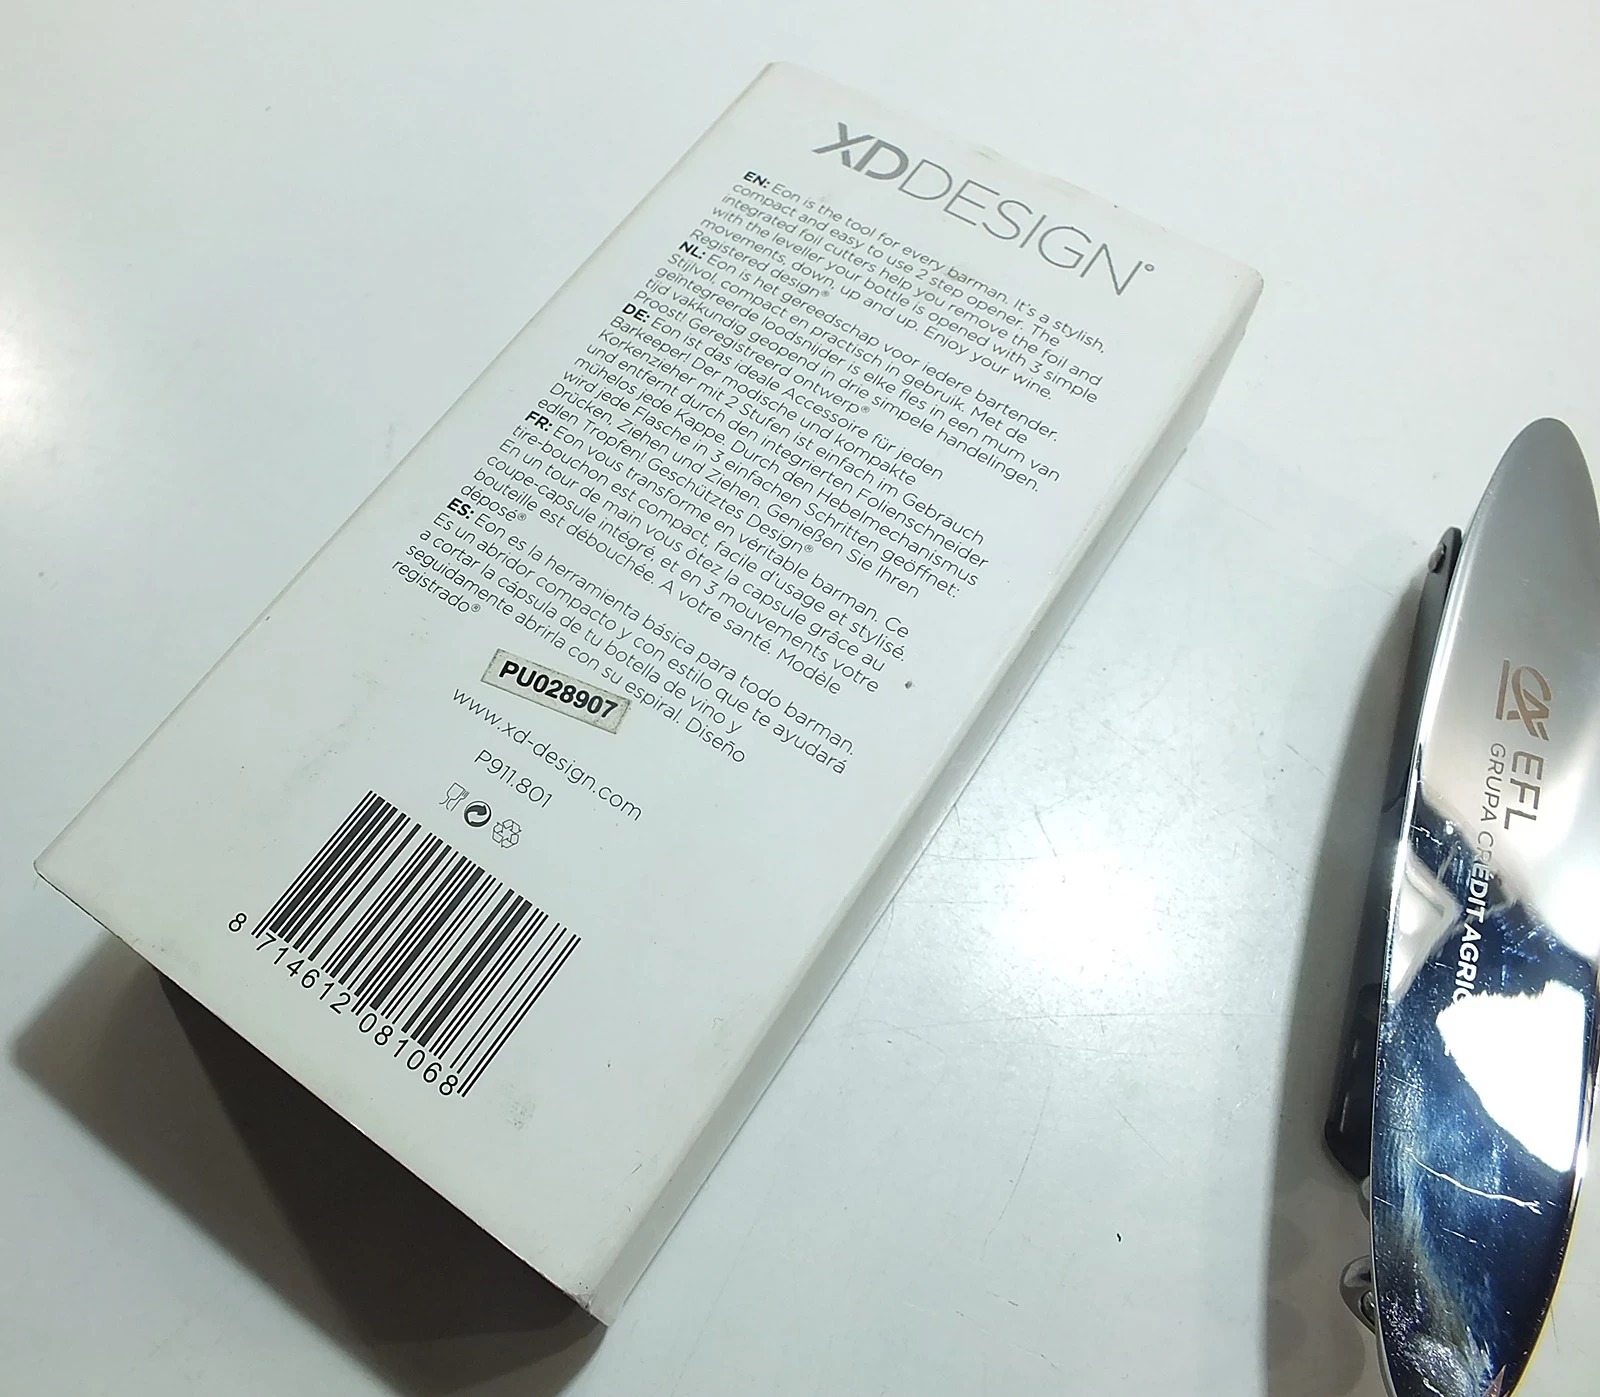 XDDESIGN®
EN: Eon is the tool for every barman. It's a stylish,
compact and easy to use 2 step opener. The
integrated foil cutters help you remove the foil and
with the leveller your bottle is opened with 3 simple
movements, down, up and up. Enjoy your wine.
Registered design®
NL: Eon is het gereedschap voor iedere bartender.
Stijlvol, compact en practisch in gebruik. Met de
geïntegreerde loodsnijder is elke fles in een mum van
tijd vakkundig geopend in drie simpele handelingen.
Proost! Geregistreerd ontwerp®
DE: Eon ist das ideale Accessoire für jeden
Barkeeper! Der modische und kompakte
Korkenzieher mit 2 Stufen ist einfach im Gebrauch
und entfernt durch den integrierten Folienschneider
mühelos jede Kappe. Durch den Hebelmechanismus
wird jede Flasche in 3 einfachen Schritten geöffnet:
Drücken, Ziehen und Ziehen. Genießen Sie Ihren
edlen Tropfen! Geschütztes Design®
FR: Eon vous transforme en véritable barman. Ce
tire-bouchon est compact, facile d'usage et stylisé.
En un tour de main vous ôtez la capsule grâce au
coupe-capsule intégré, et en 3 mouvements votre
bouteille est débouchée. A votre santé. Modèle
déposé®
ES: Eon es la herramienta básica para todo barman.
Es un abridor compacto y con estilo que te ayudará
a cortar la cápsula de tu botella de vino y
seguidamente abrirla con su espiral. Diseño
registrado®
PU028907
www.xd-design.com
P911.801
8 714612 081068
EFL
GRUPA CRÉDIT AGRIC